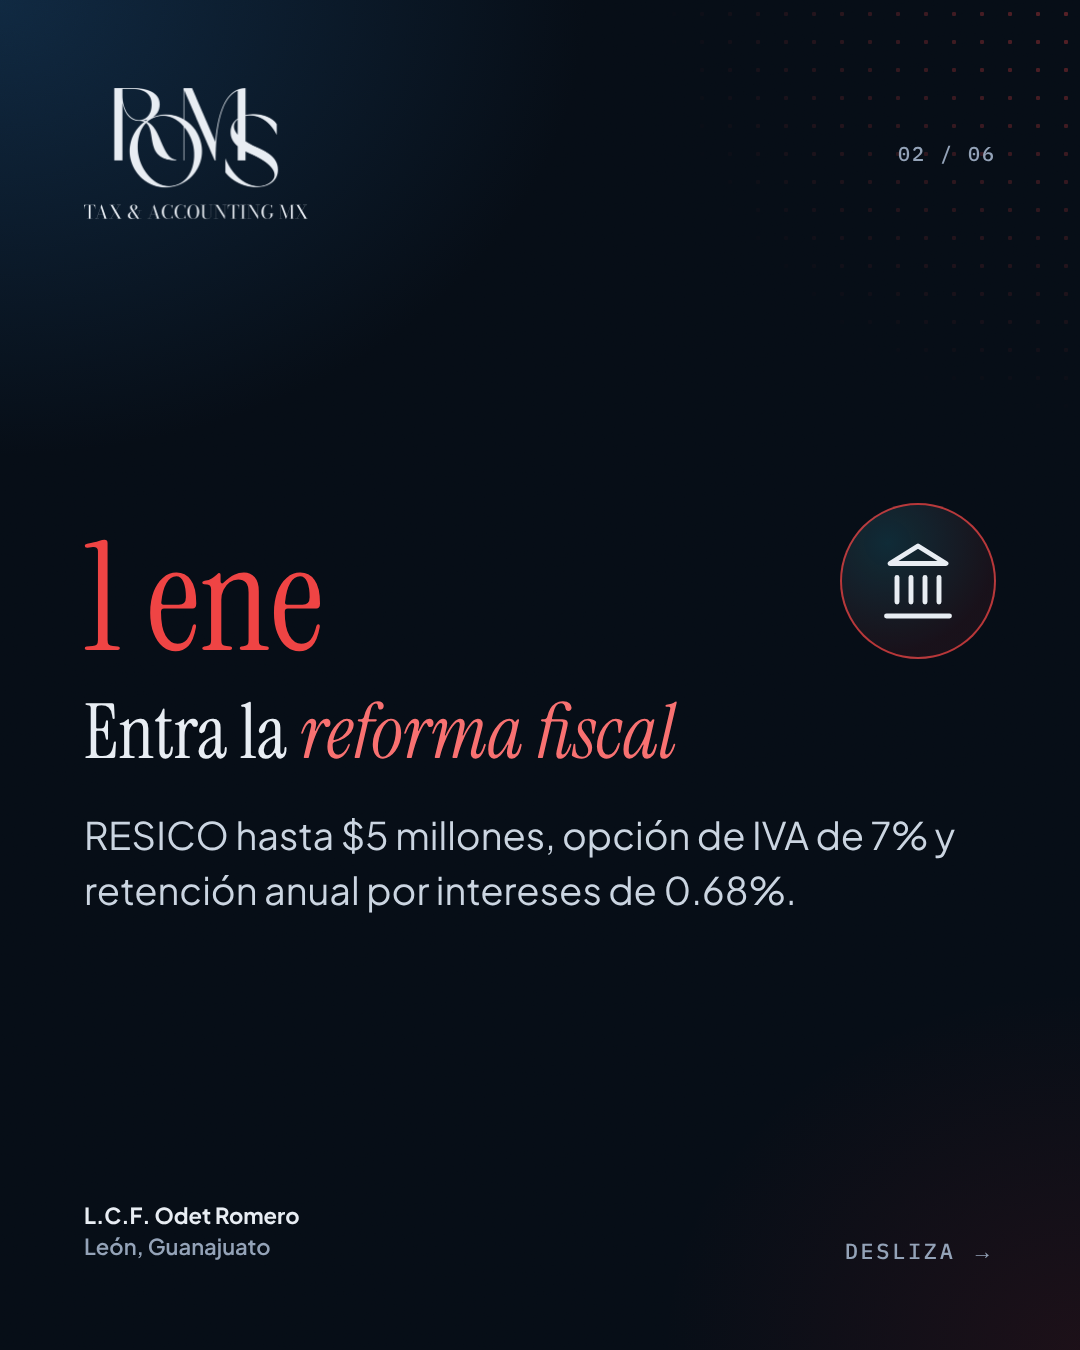 ROMS
TAX & ACCOUNTING MX
02 / 06
1 ene
Entra la reforma fiscal
RESICO hasta $5 millones, opción de IVA de 7% y
retención anual por intereses de 0.68%.
L.C.F. Odet Romero
León, Guanajuato
DESLIZA →